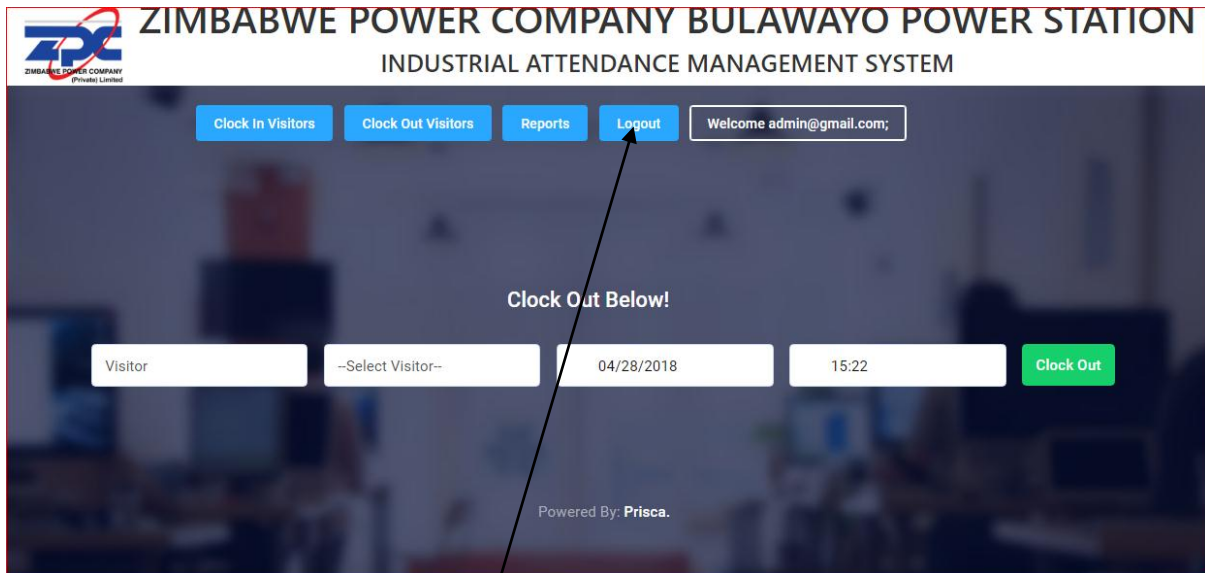 ZIMBABWE POWER COMPANY BULAWAYO POWER STATION
INDUSTRIAL ATTENDANCE MANAGEMENT SYSTEM
ZPC
ZIMBABWE POWER COMPANY
(Private) Limited
Clock In Visitors Clock Out Visitors Reports Logout Welcome admin@gmail.com;
Clock Out Below!
Visitor --Select Visitor-- 04/28/2018 15:22 Clock Out
Powered By: Prisca.